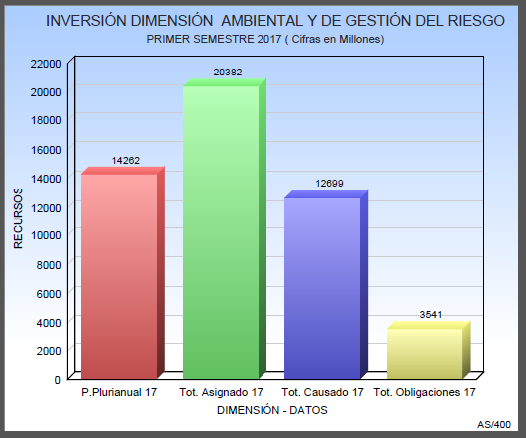 INVERSIÓN DIMENSIÓN  AMBIENTAL Y DE GESTIÓN DEL RIESGO
PRIMER SEMESTRE 2017 ( Cifras en Millones)
22000
20000
18000
16000
14000
12000
10000
8000
6000
4000
2000
0
RECURSOS
14262
20382
12699
3541
P.Plurianual 17
Tot. Asignado 17
Tot. Causado 17
Tot. Obligaciones 17
DIMENSIÓN - DATOS
AS/400